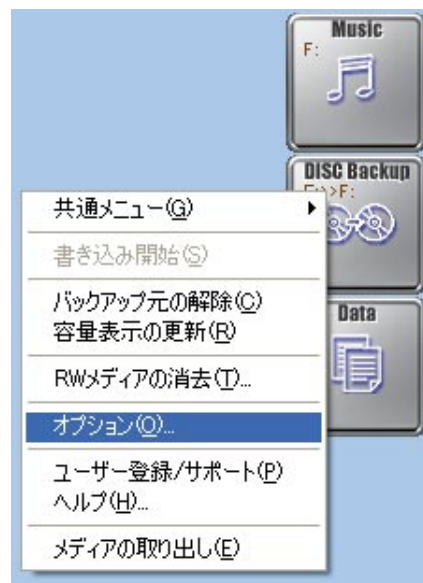 Music
F:
DISC Backup
F:>>F:
共通メニュー(G)
書き込み開始(S)
バックアップ元の解除(C)
容量表示の更新(R)
Data
RWメディアの消去(T)...
オプション(O)...
ユーザー登録/サポート(P)
ヘルプ(H)...
メディアの取り出し(E)